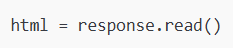 html = response.read()